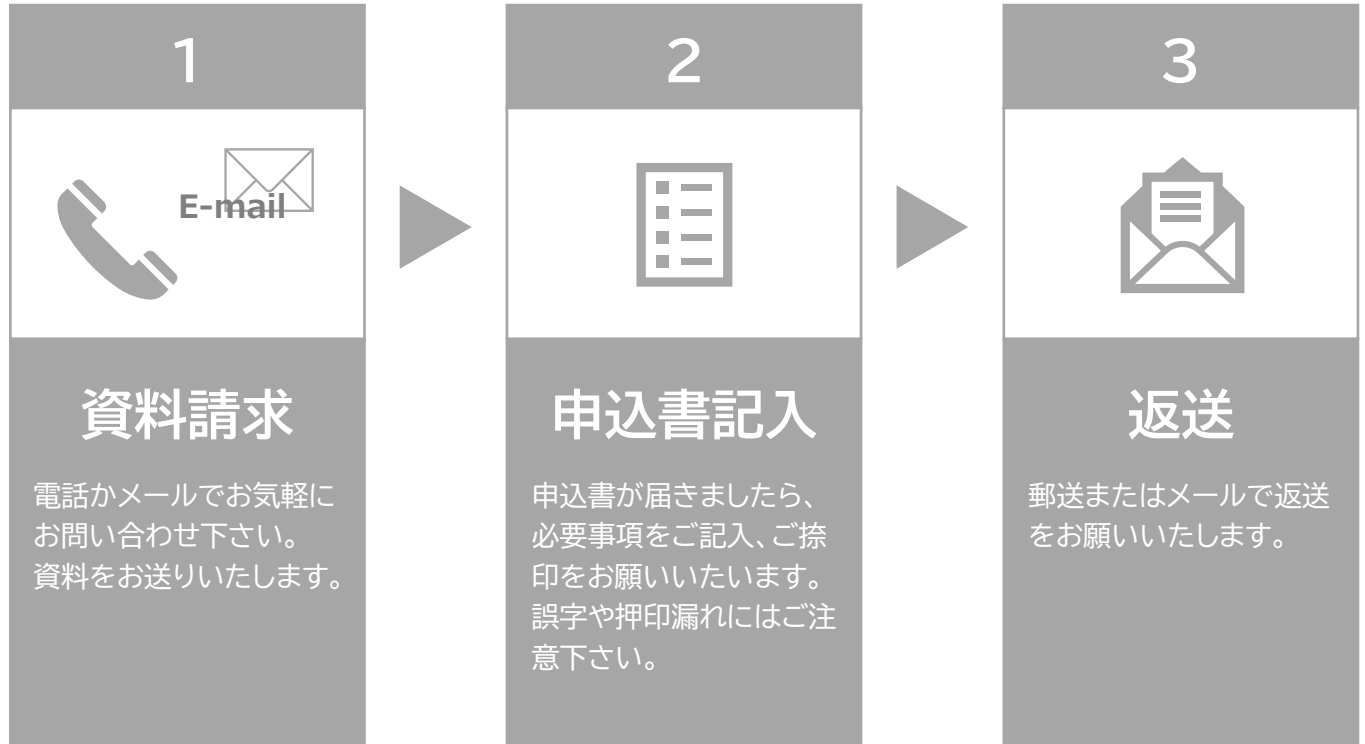 1
E-mail
資料請求
電話かメールでお気軽に
お問い合わせ下さい。
資料をお送りいたします。
2
申込書記入
申込書が届きましたら、
必要事項をご記入、ご捺
印をお願いいたいます。
誤字や押印漏れにはご注
意下さい。
3
返送
郵送またはメールで返送
をお願いいたします。